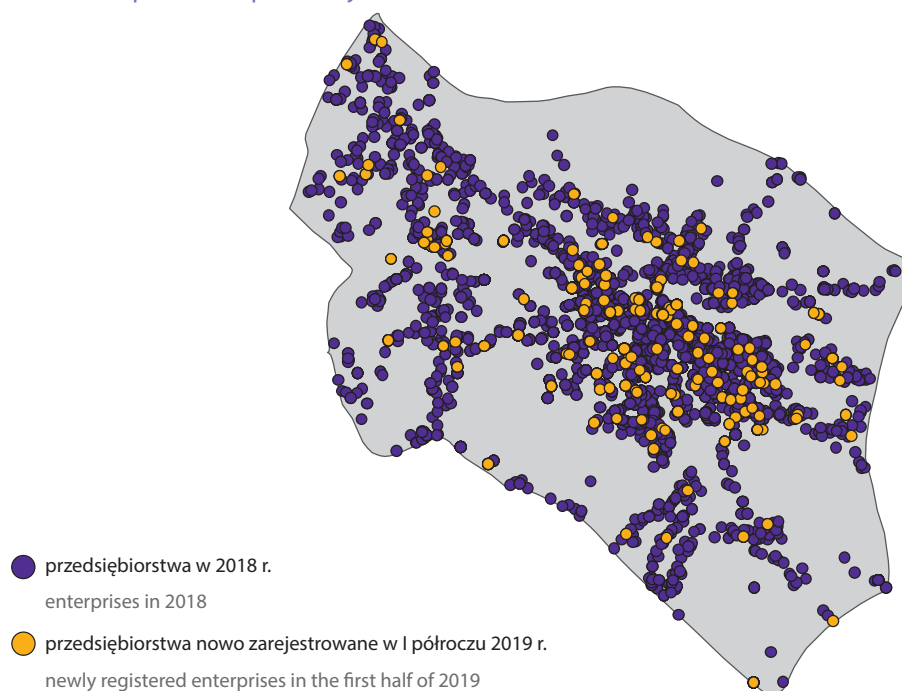 przedsiębiorstwa w 2018 r.
enterprises in 2018
przedsiębiorstwa nowo zarejestrowane w I półroczu 2019 r.
newly registered enterprises in the first half of 2019